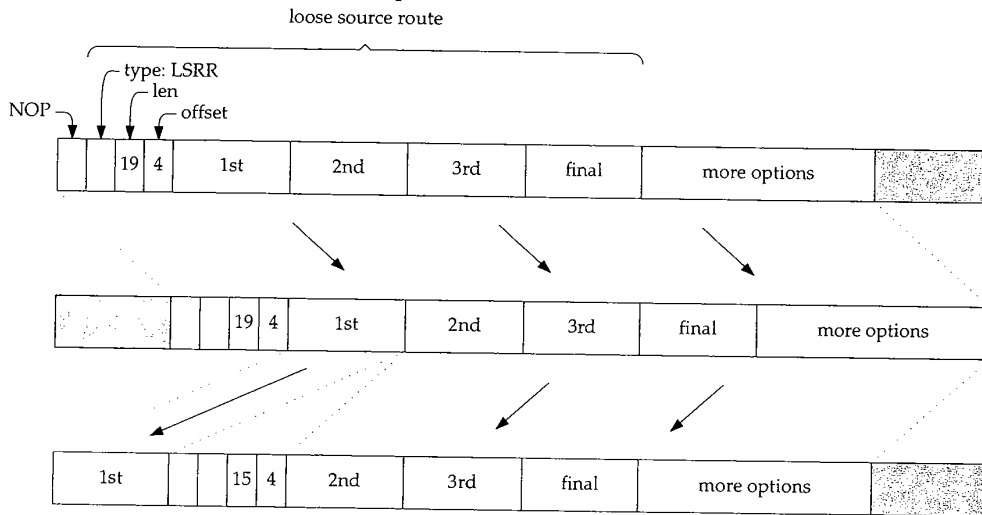 loose source route
type: LSRR
len
NOP
offset
19 4 1st 2nd 3rd final more options
19 4 1st 2nd 3rd final more options
1st 15 4 2nd 3rd final more options